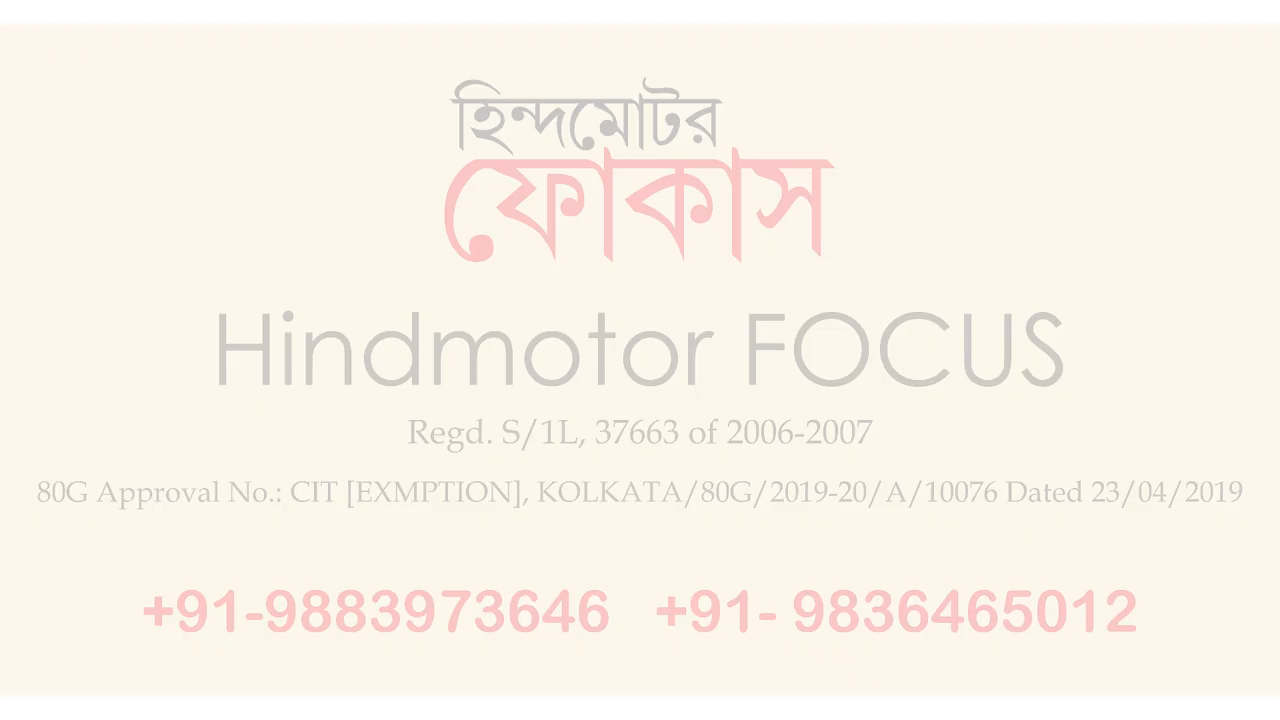 হিন্দমোটর
ফোকাস
Hindmotor FOCUS
Regd. S/1L, 37663 of 2006-2007
80G Approval No.: CIT [EXMPTION], KOLKATA/80G/2019-20/A/10076 Dated 23/04/2019
+91-9883973646 +91- 9836465012